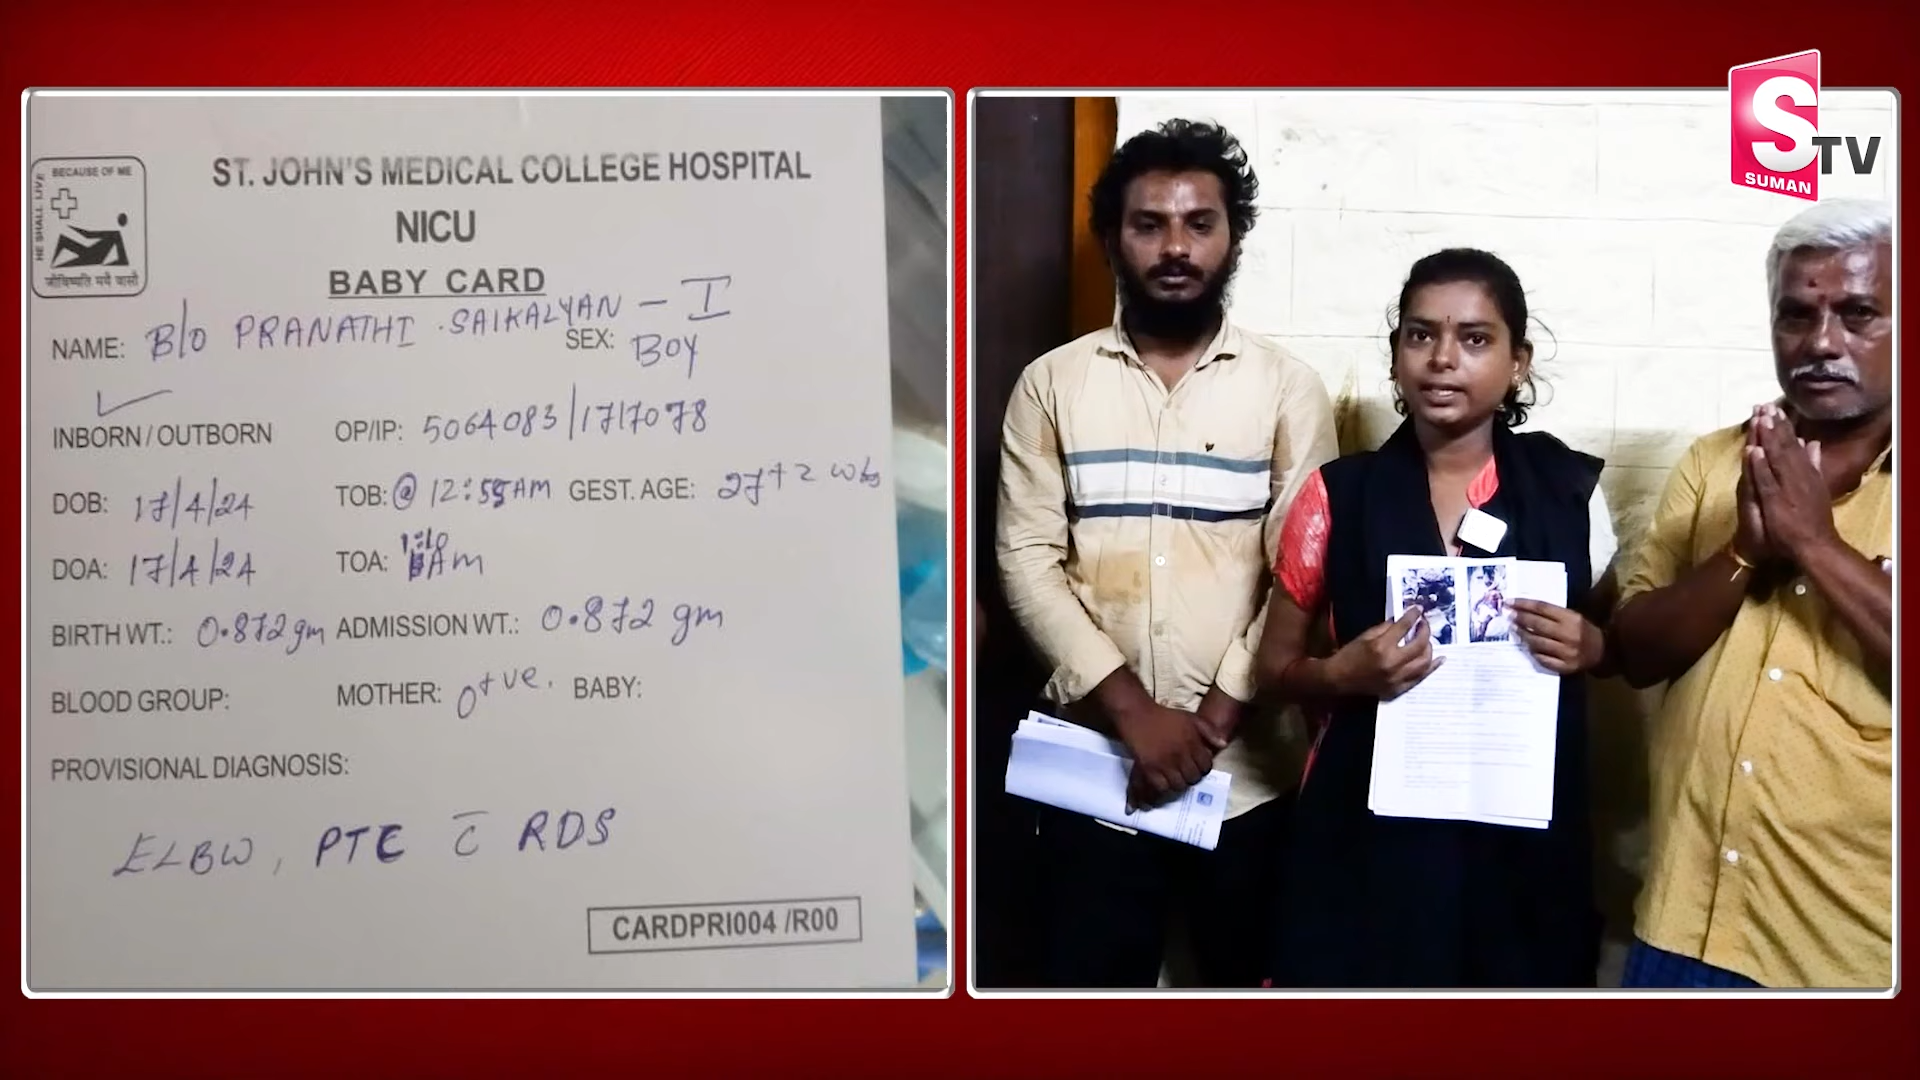 BECAUSE OF ME
HE SHALL LIVE
ST. JOHN'S MEDICAL COLLEGE HOSPITAL
NICU
BABY CARD
NAME: B/O PRANATHI SAIKALYAN - I
SEX: BOY
INBORN / OUTBORN OP/IP: 5064083/1717078
DOB: 17/4/24 TOB: @ 12:55AM GEST. AGE: 27+2 wks
DOA: 17/4/24 TOA: 1:10 AM
BIRTH WT.: 0.872gm ADMISSION WT.: 0.872 gm
BLOOD GROUP: MOTHER: O+ve. BABY:
PROVISIONAL DIAGNOSIS:
ELBW, PTC c̄ RDS
CARDPRI004 /R00
S TV
SUMAN